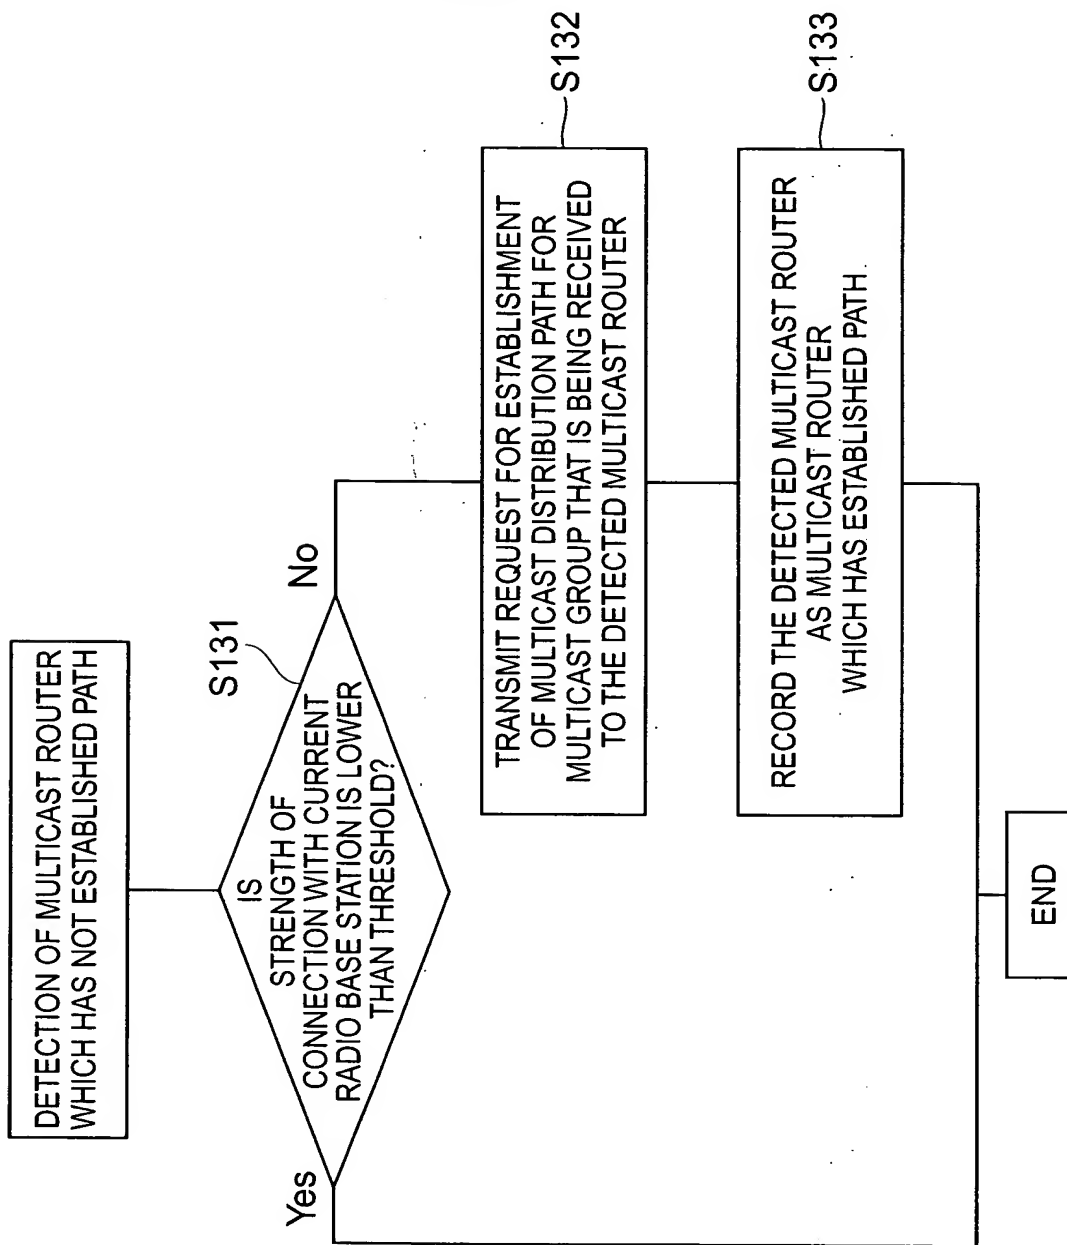 DETECTION OF MULTICAST ROUTER
WHICH HAS NOT ESTABLISHED PATH
S131
IS
STRENGTH OF
CONNECTION WITH CURRENT
RADIO BASE STATION IS LOWER
THAN THRESHOLD?
Yes
No
TRANSMIT REQUEST FOR ESTABLISHMENT
OF MULTICAST DISTRIBUTION PATH FOR
MULTICAST GROUP THAT IS BEING RECEIVED
TO THE DETECTED MULTICAST ROUTER
S132
RECORD THE DETECTED MULTICAST ROUTER
AS MULTICAST ROUTER
WHICH HAS ESTABLISHED PATH.
S133
END